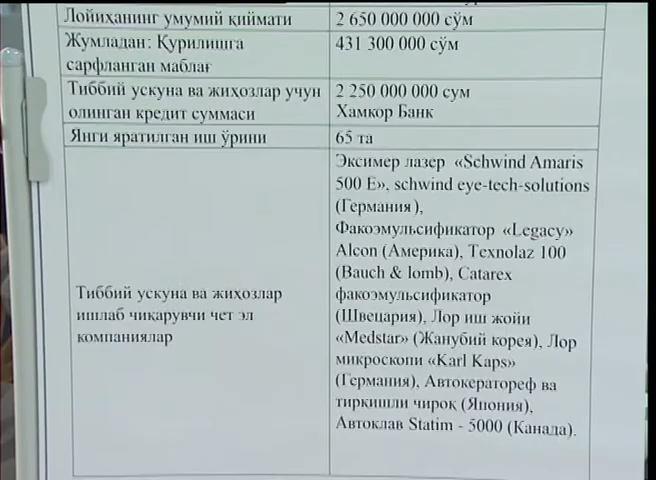 Лойиҳанинг умумий қиймати
2 650 000 000 сўм
Жумладан: Қурилишга
сарфланган маблағ
431 300 000 сўм
Тиббий ускуна ва жиҳозлар учун
олинган кредит суммаси
2 250 000 000 сум
Хамкор Банк
Янги яратилган иш ўрини
65 та
Тиббий ускуна ва жиҳозлар
ишлаб чиқарувчи чет эл
компаниялар
Эксимер лазер «Schwind Amaris
500 E», schwind eye-tech-solutions
(Германия),
Факоэмульсификатор «Legacy»
Alcon (Америка), Texnolaz 100
(Bauch & lomb), Catarex
факоэмульсификатор
(Швецария), Лор иш жойи
«Medstar» (Жанубий корея), Лор
микроскопи «Karl Kaps»
(Германия), Автокератореф ва
тиркишли чироқ (Япония),
Автоклав Statim - 5000 (Канада).